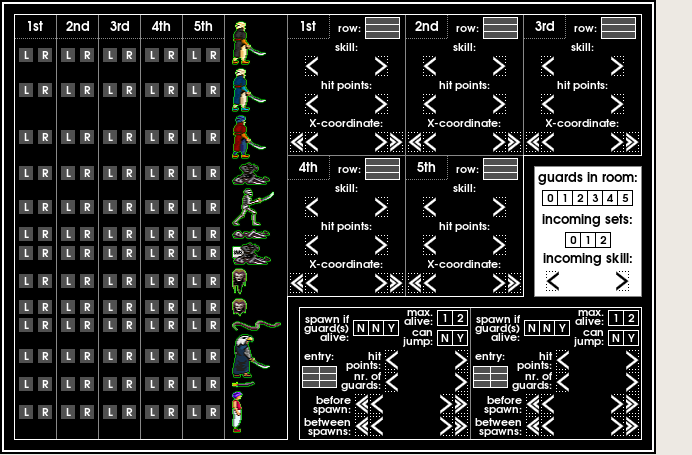 1st 2nd 3rd 4th 5th
L R L R L R L R L R
L R L R L R L R L R
L R L R L R L R L R
L R L R L R L R L R
L R L R L R L R L R
L R L R L R L R L R
L R L R L R L R L R
L R L R L R L R L R
L R L R L R L R L R
L R L R L R L R L R
L R L R L R L R L R
L R L R L R L R L R
L R L R L R L R L R
1st row: 2nd row: 3rd row:
skill: skill: skill:
hit points: hit points: hit points:
X-coordinate: X-coordinate: X-coordinate:
4th row: 5th row:
skill: skill:
hit points: hit points:
X-coordinate: X-coordinate:
guards in room:
0 1 2 3 4 5
incoming sets:
0 1 2
incoming skill:
spawn if
guard(s)
alive:
N N Y
max.
alive:
1 2
can
jump:
N Y
entry:
hit
points:
nr. of
guards:
before
spawn:
between
spawns:
spawn if
guard(s)
alive:
N N Y
max.
alive:
1 2
can
jump:
N Y
entry:
hit
points:
nr. of
guards:
before
spawn:
between
spawns: